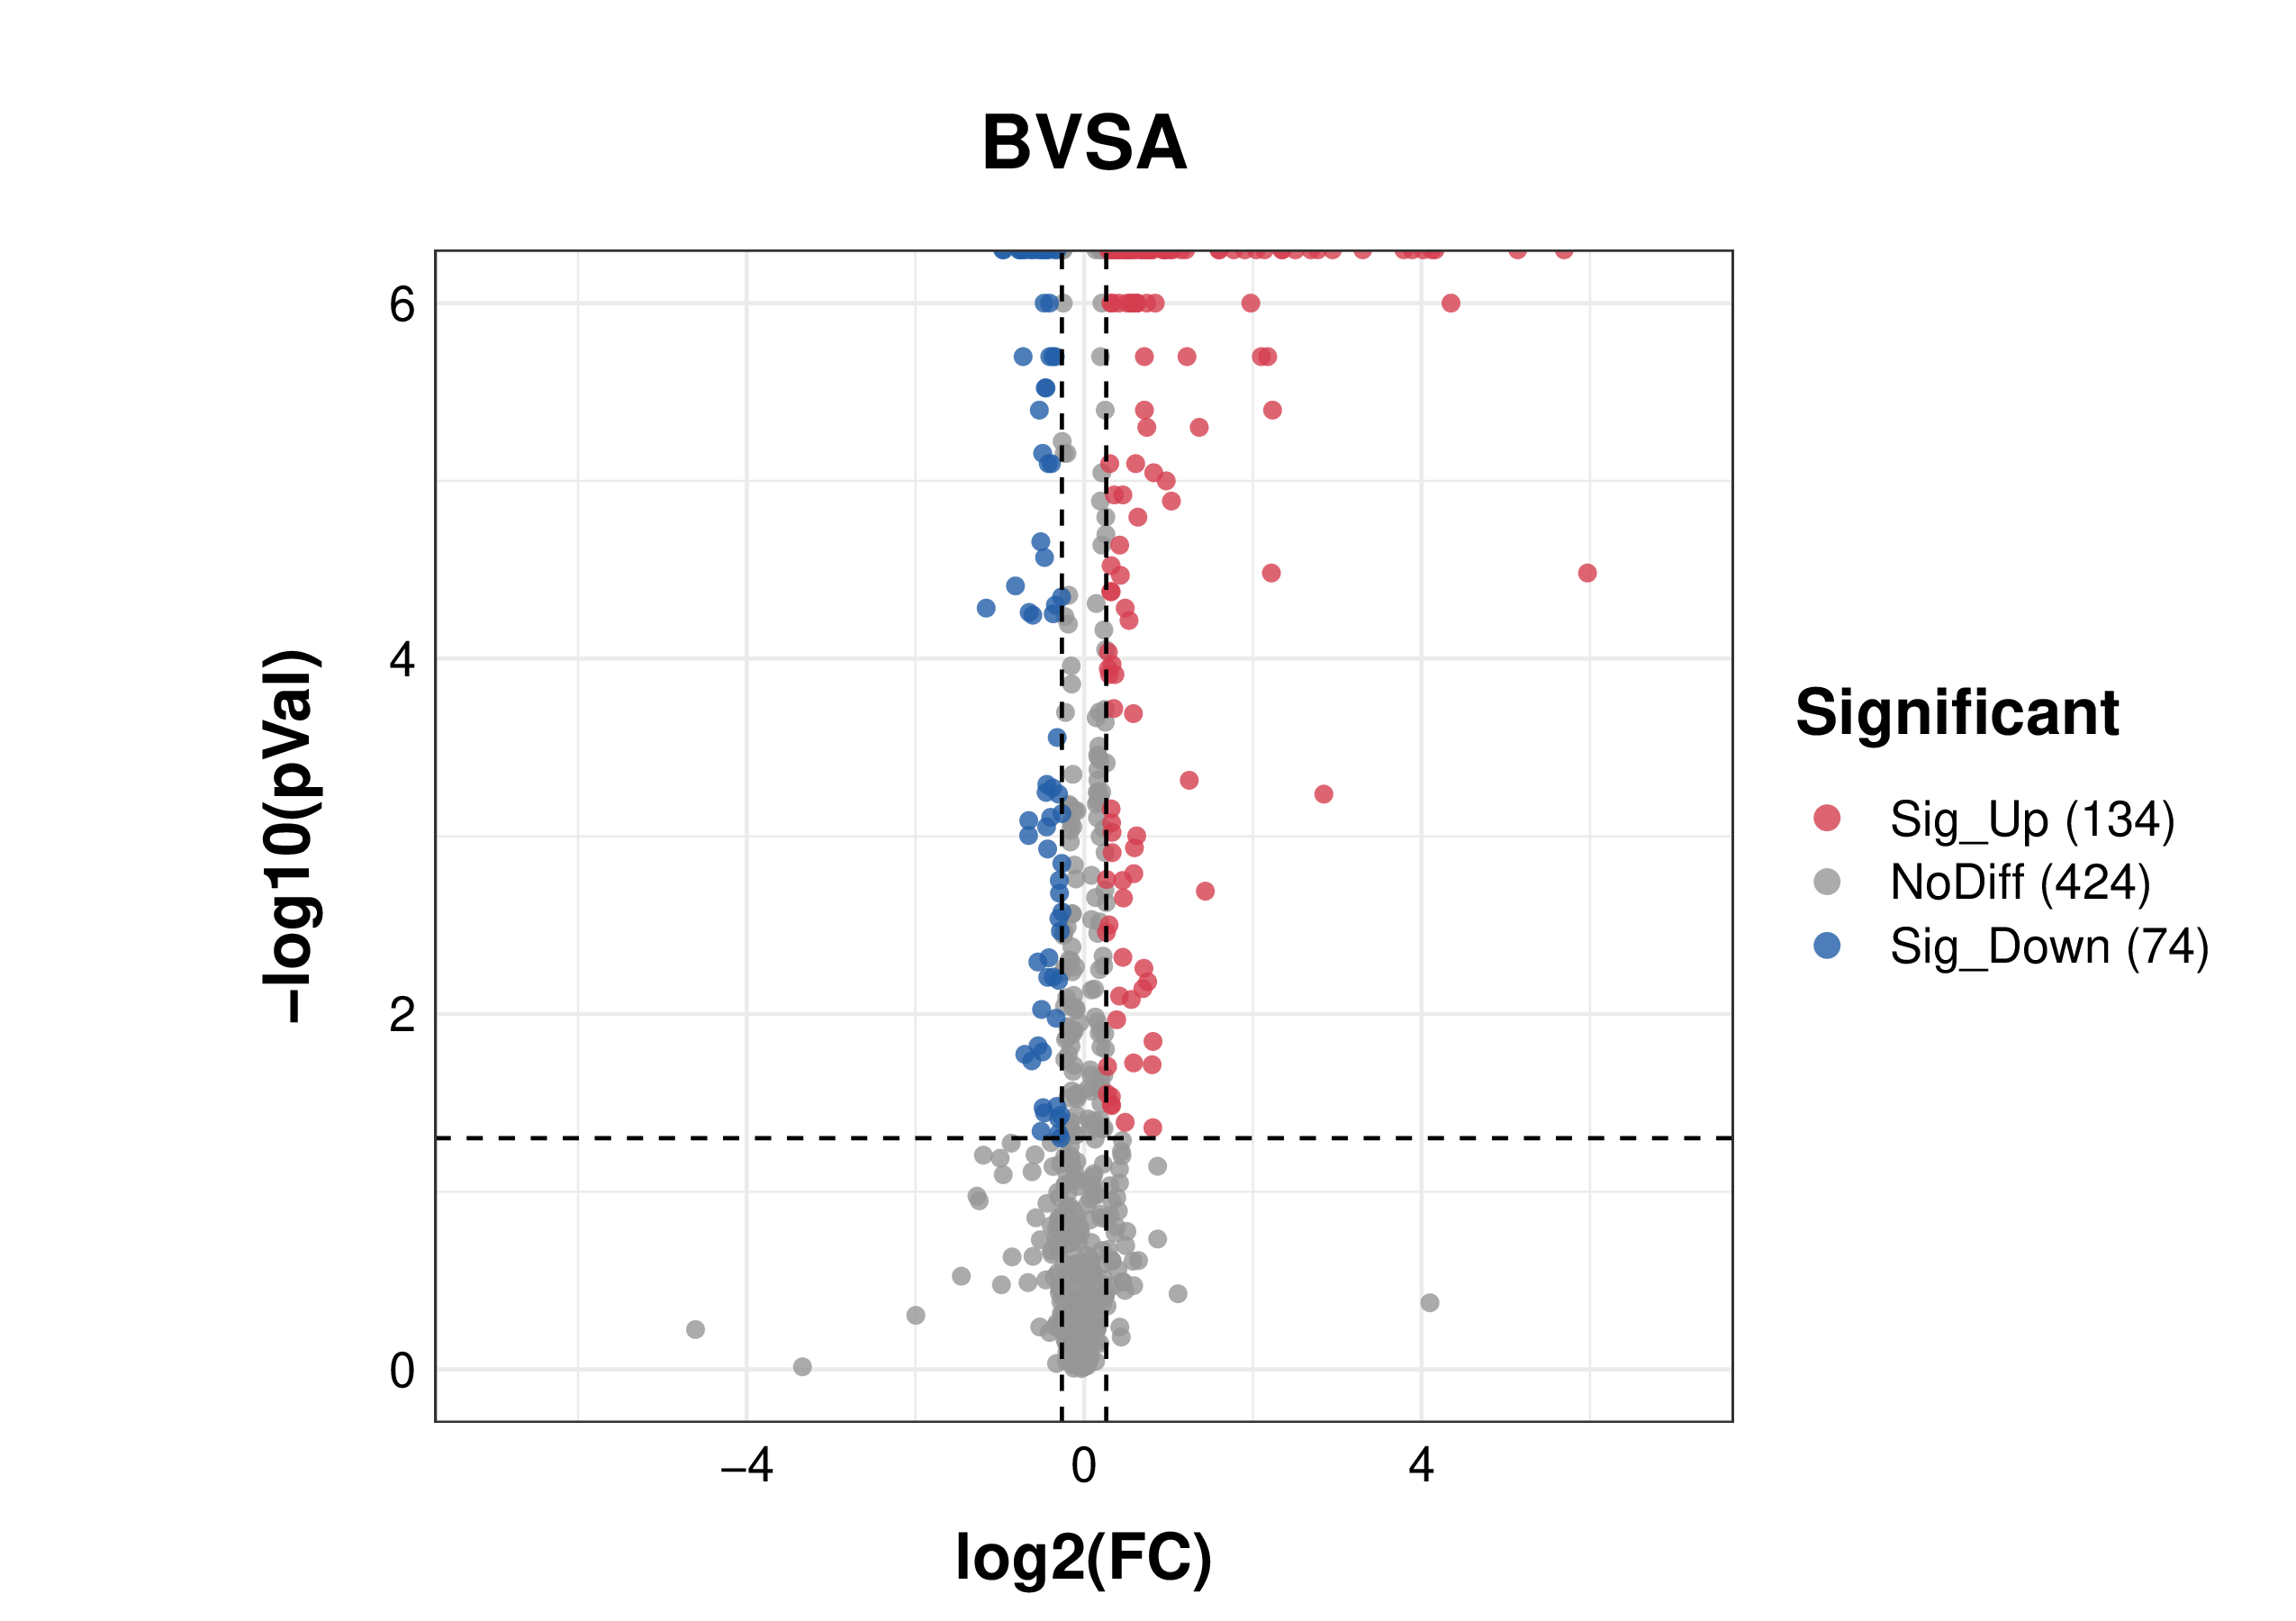 BVSA
6
4
2
0
−log10(pVal)
−4
0
4
log2(FC)
Significant
Sig_Up (134)
NoDiff (424)
Sig_Down (74)